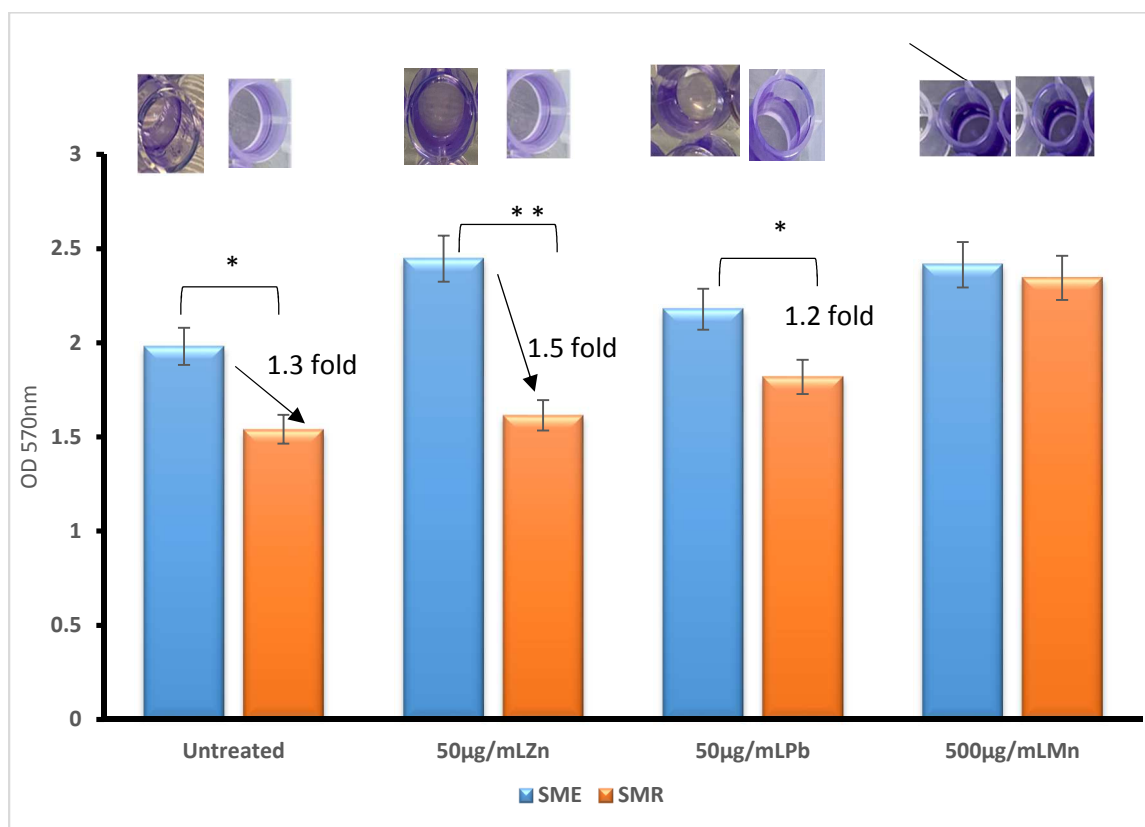 3
2.5
2
1.5
1
0.5
0
OD 570nm
*
1.3 fold
* *
1.5 fold
*
1.2 fold
Untreated
50µg/mLZn
50µg/mLPb
500µg/mLMn
SME
SMR